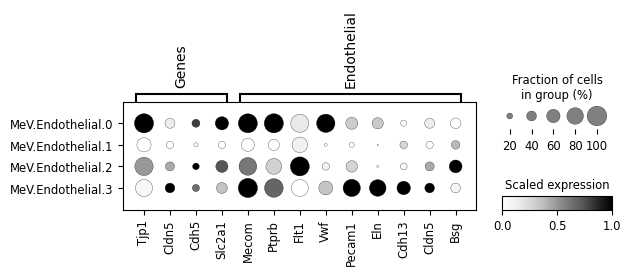 Genes
Endothelial
MeV.Endothelial.0
MeV.Endothelial.1
MeV.Endothelial.2
MeV.Endothelial.3
Tjp1
Cldn5
Cdh5
Slc2a1
Mecom
Ptprb
Flt1
Vwf
Pecam1
Eln
Cdh13
Cldn5
Bsg
Fraction of cells
in group (%)
20 40 60 80 100
Scaled expression
0.0 0.5 1.0